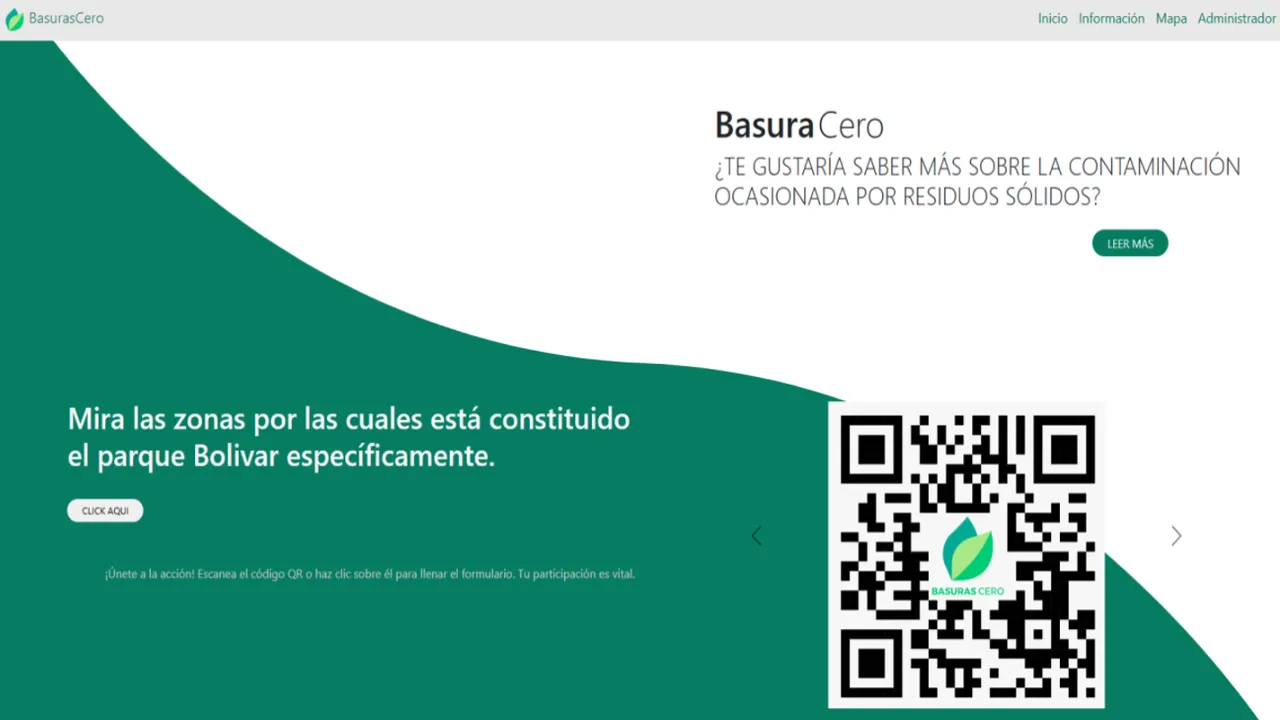 BasurasCero
Inicio Información Mapa Administrador
Basura Cero
¿TE GUSTARÍA SABER MÁS SOBRE LA CONTAMINACIÓN
OCASIONADA POR RESIDUOS SÓLIDOS?
LEER MÁS
Mira las zonas por las cuales está constituido
el parque Bolivar específicamente.
CLICK AQUI
¡Únete a la acción! Escanea el código QR o haz clic sobre él para llenar el formulario. Tu participación es vital.
BASURAS CERO